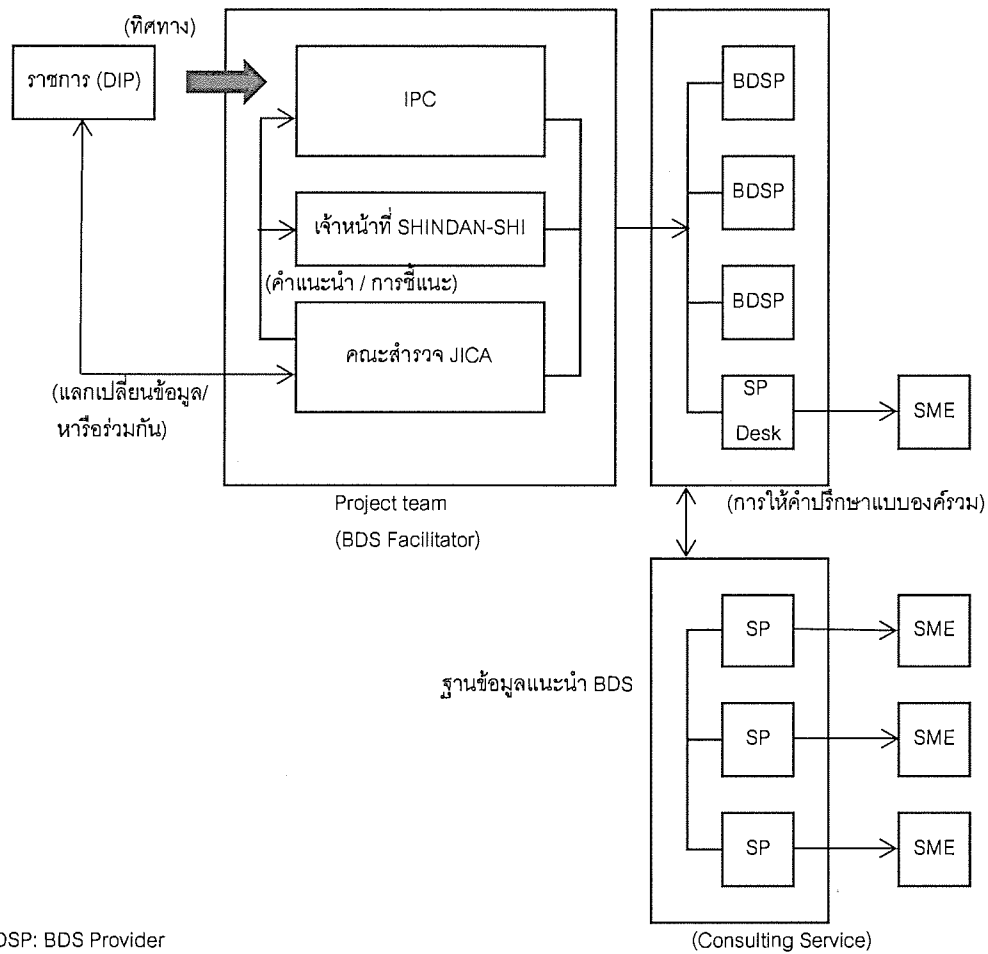 (ทิศทาง)
ราชการ (DIP)
IPC
เจ้าหน้าที่ SHINDAN-SHI
(คำแนะนำ / การชี้แนะ)
คณะสำรวจ JICA
(แลกเปลี่ยนข้อมูล/
หารือร่วมกัน)
Project team
(BDS Facilitator)
BDSP
BDSP
BDSP
SP
Desk
SME
(การให้คำปรึกษาแบบองค์รวม)
ฐานข้อมูลแนะนำ BDS
SP
SME
SP
SME
SP
SME
(Consulting Service)
DSP: BDS Provider